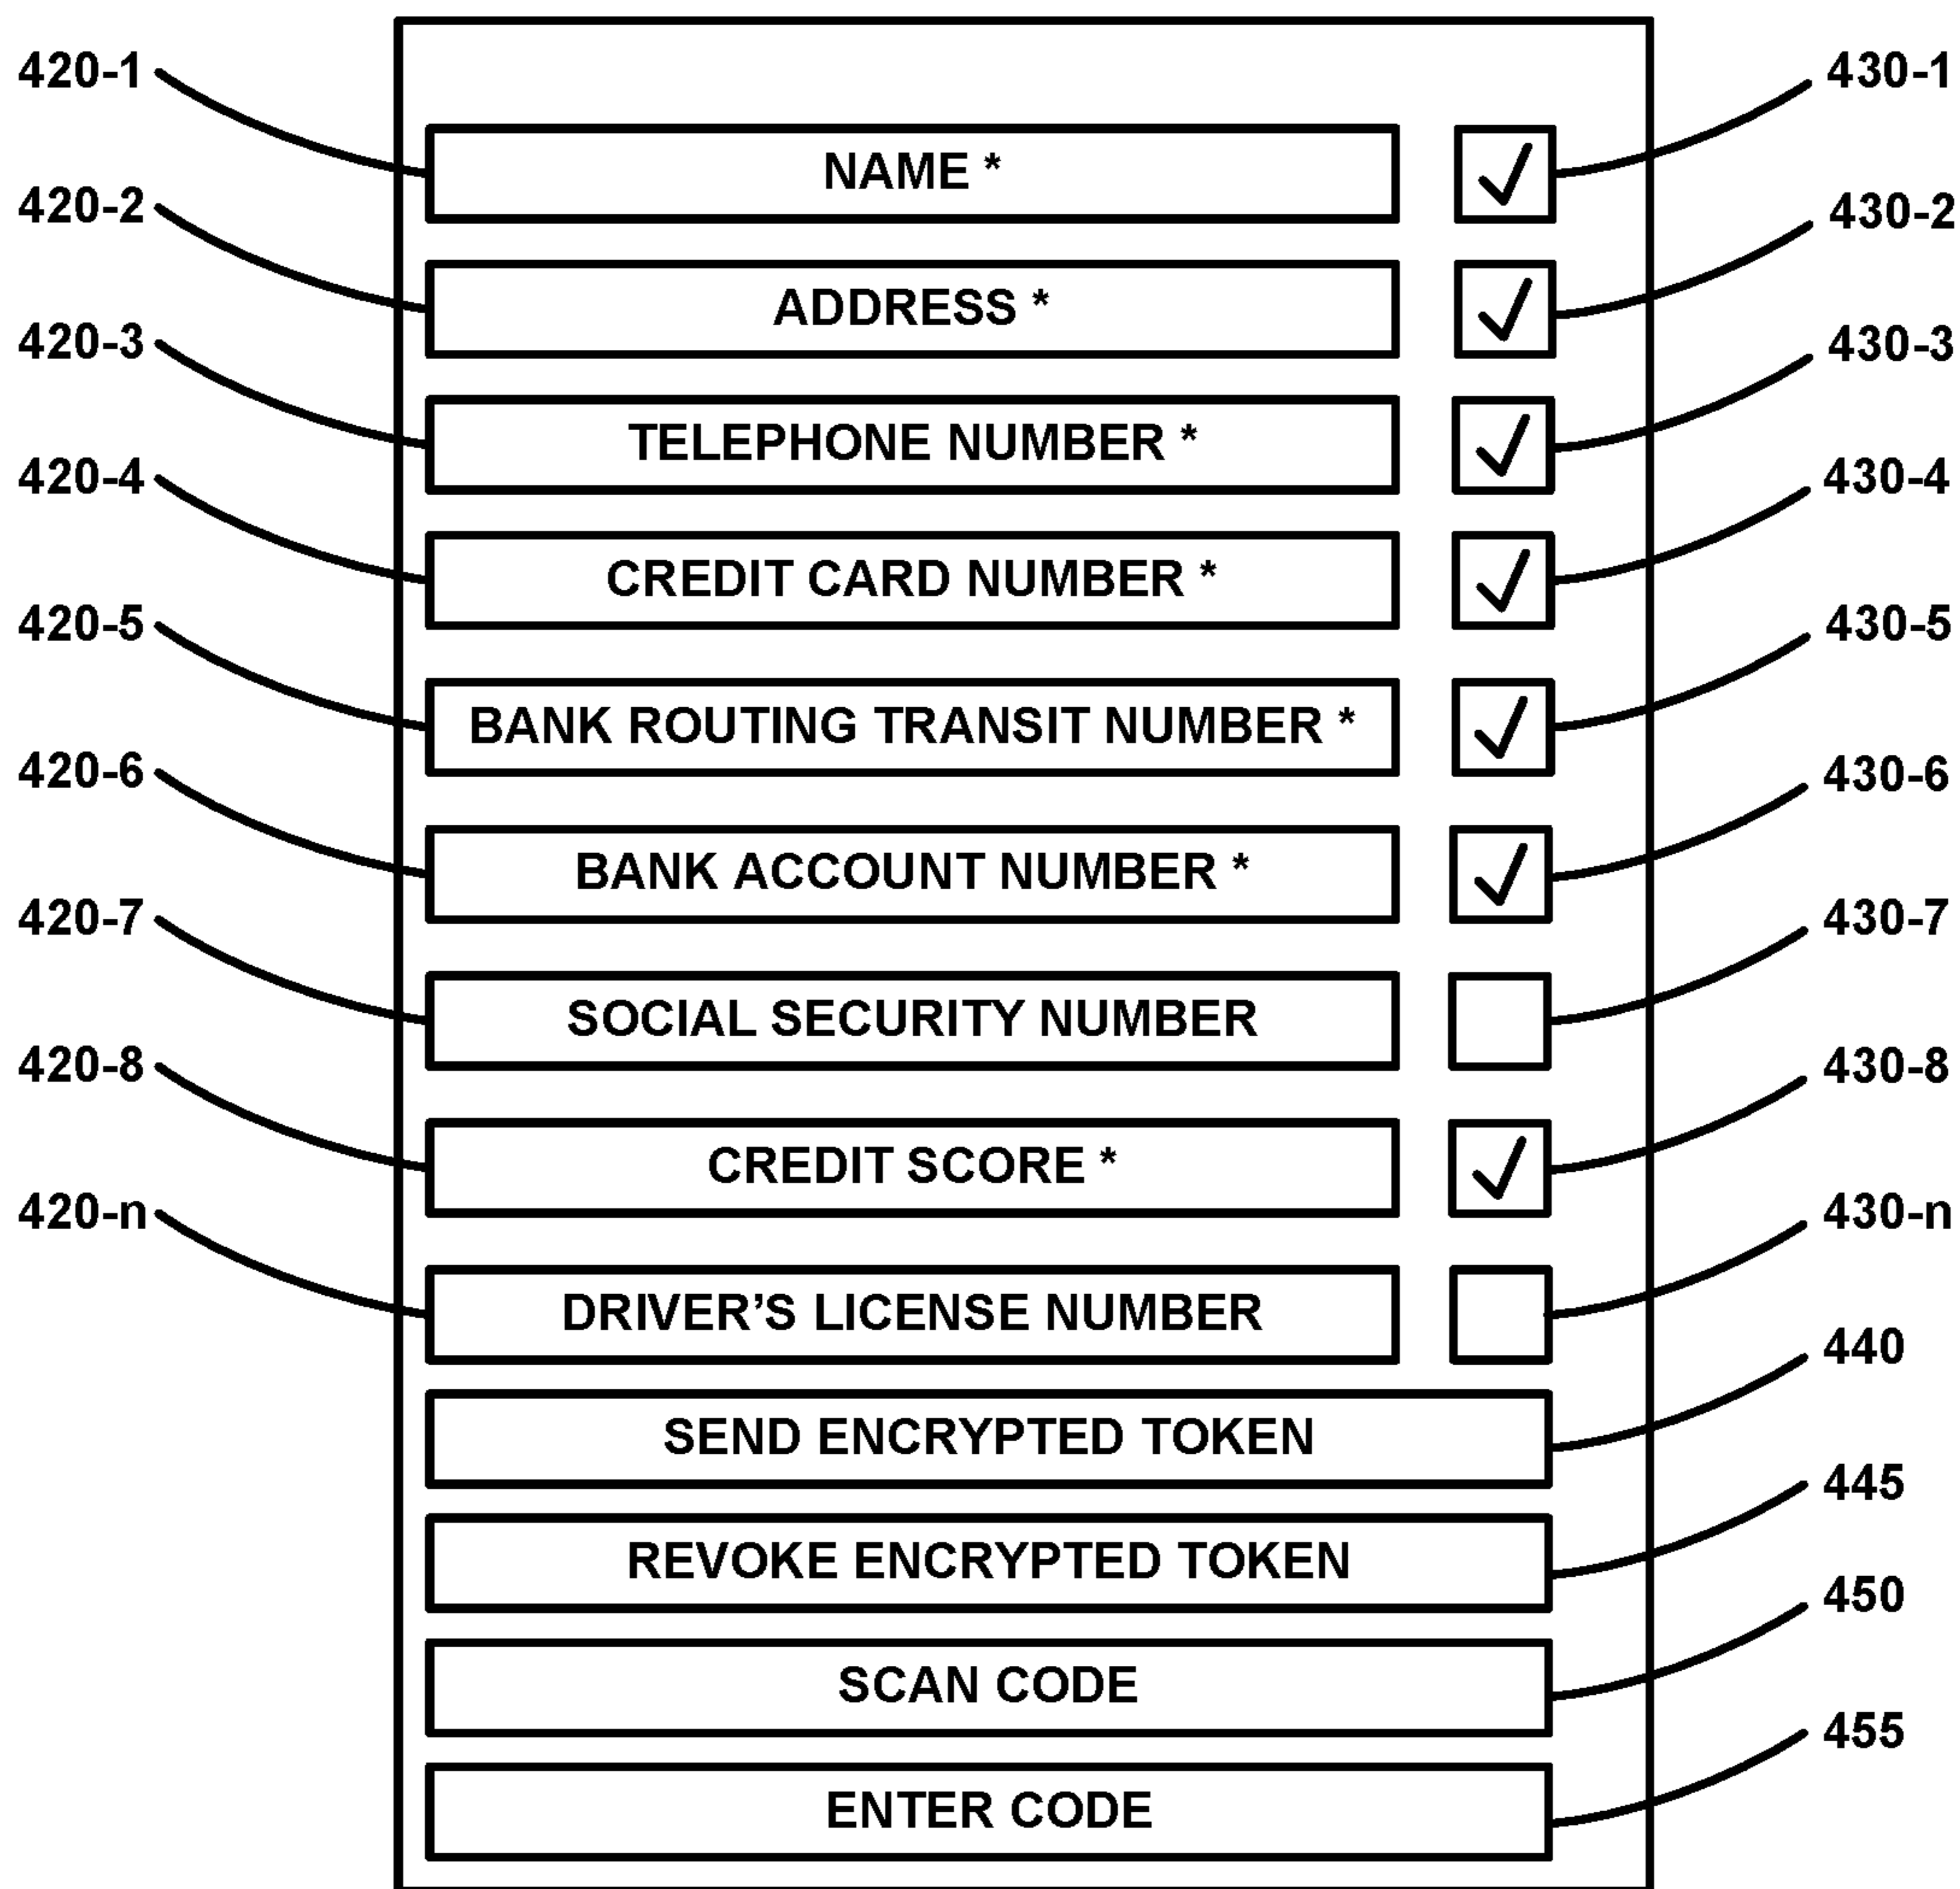 420-1
430-1
NAME *
420-2
430-2
ADDRESS *
420-3
430-3
TELEPHONE NUMBER *
420-4
430-4
CREDIT CARD NUMBER *
420-5
430-5
BANK ROUTING TRANSIT NUMBER *
420-6
430-6
BANK ACCOUNT NUMBER *
420-7
430-7
SOCIAL SECURITY NUMBER
420-8
430-8
CREDIT SCORE *
420-n
430-n
DRIVER’S LICENSE NUMBER
440
SEND ENCRYPTED TOKEN
445
REVOKE ENCRYPTED TOKEN
450
SCAN CODE
455
ENTER CODE